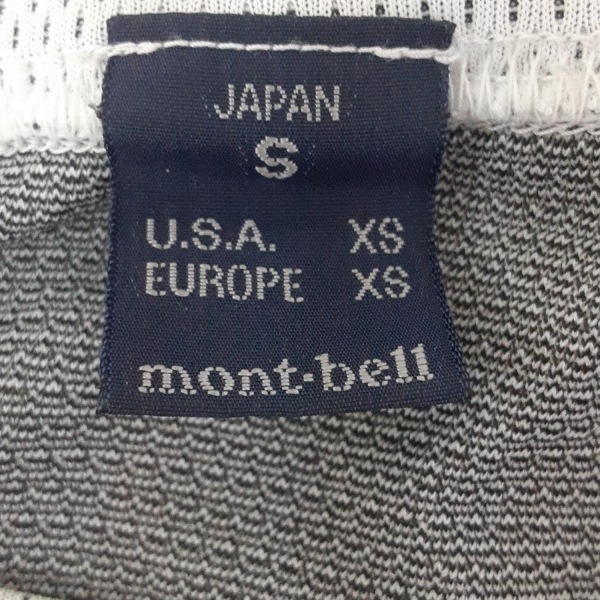 JAPAN
S
U.S.A. XS
EUROPE XS
mont-bell